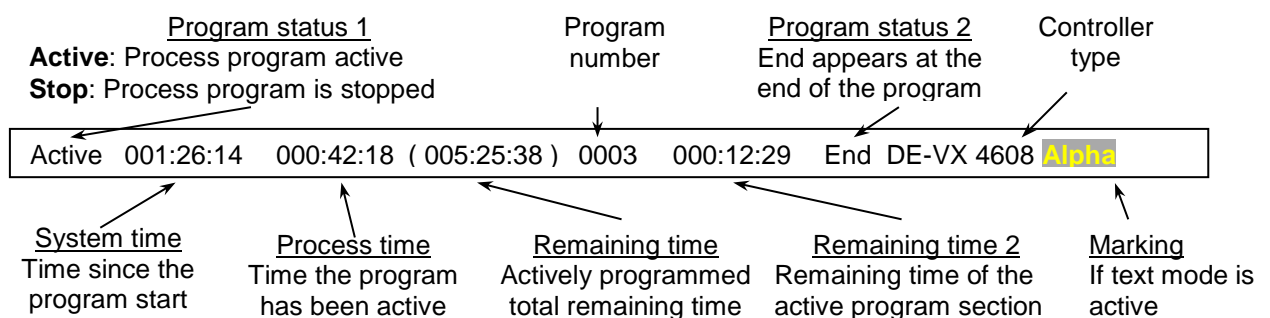 Program status 1
Active: Process program active
Stop: Process program is stopped
Program
number
Program status 2
End appears at the
end of the program
Controller
type
Active 001:26:14 000:42:18 ( 005:25:38 ) 0003 000:12:29 End DE-VX 4608 Alpha
System time
Time since the
program start
Process time
Time the program
has been active
Remaining time
Actively programmed
total remaining time
Remaining time 2
Remaining time of the
active program section
Marking
If text mode is
active